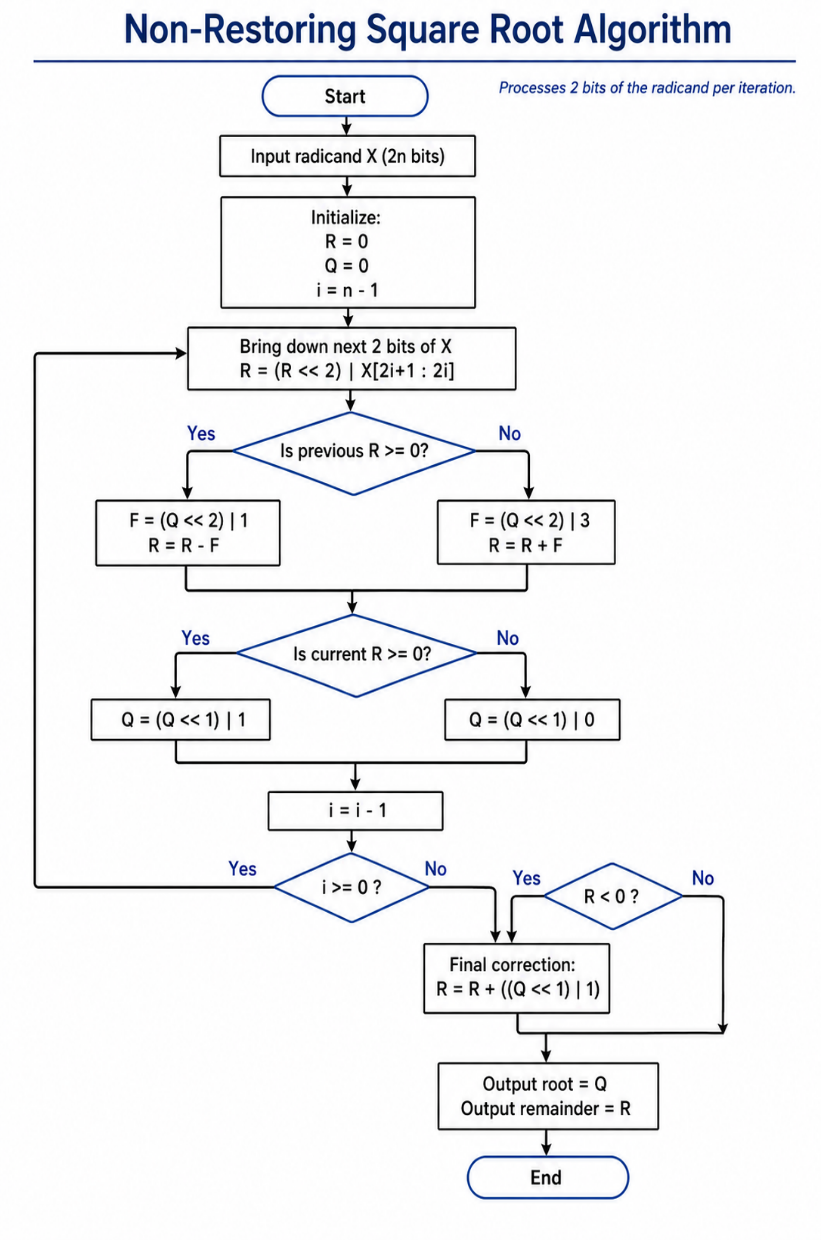 Non-Restoring Square Root Algorithm
Processes 2 bits of the radicand per iteration.
Start
Input radicand X (2n bits)
Initialize:
R = 0
Q = 0
i = n - 1
Bring down next 2 bits of X
R = (R << 2) | X[2i+1 : 2i]
Is previous R >= 0?
Yes
No
F = (Q << 2) | 1
R = R - F
F = (Q << 2) | 3
R = R + F
Is current R >= 0?
Yes
No
Q = (Q << 1) | 1
Q = (Q << 1) | 0
i = i - 1
i >= 0 ?
Yes
No
R < 0 ?
Yes
No
Final correction:
R = R + ((Q << 1) | 1)
Output root = Q
Output remainder = R
End